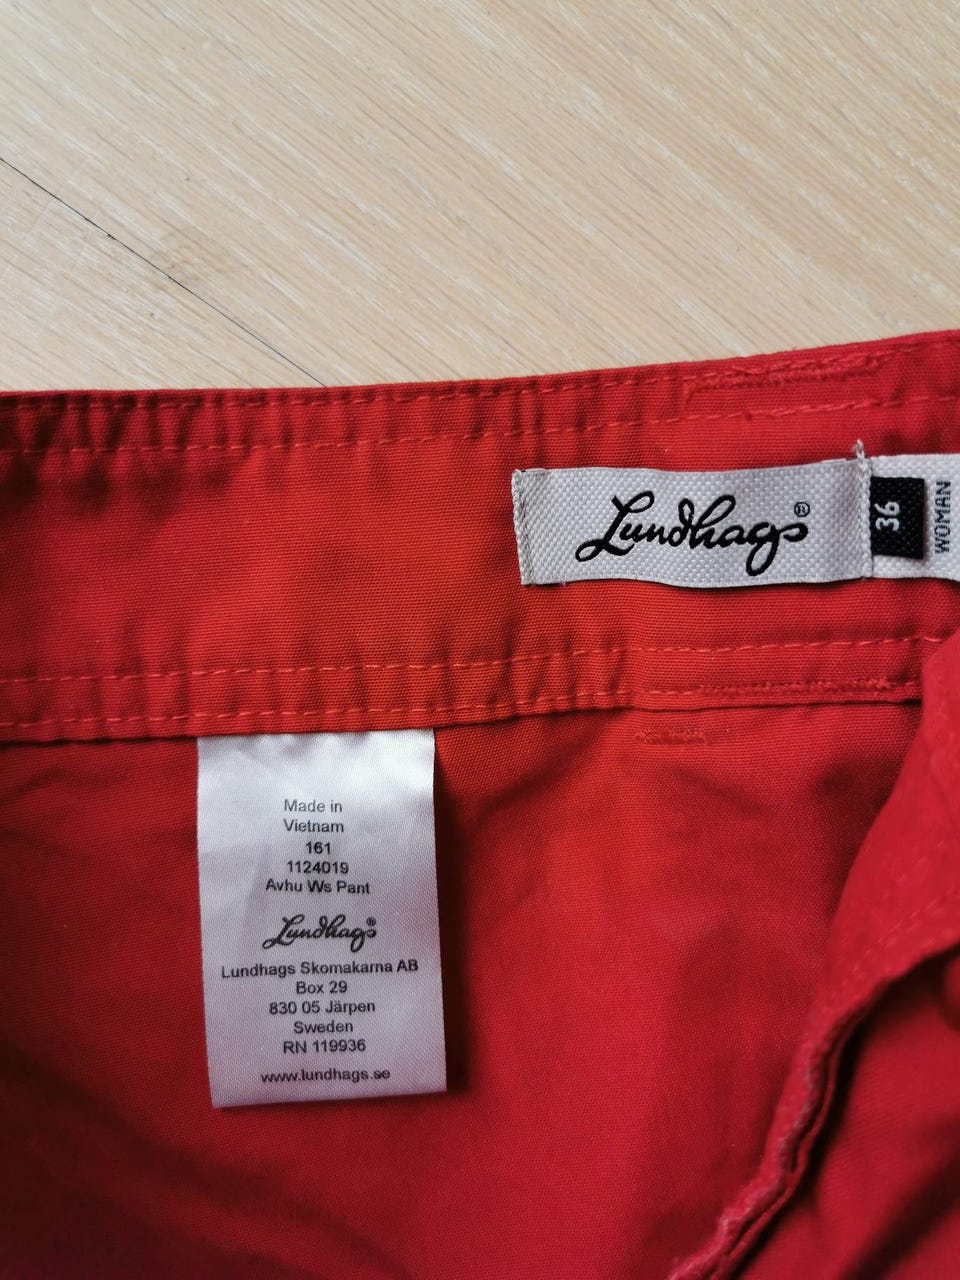 Lundhags®
36
WOMAN
Made in
Vietnam
161
1124019
Avhu Ws Pant
Lundhags®
Lundhags Skomakarna AB
Box 29
830 05 Järpen
Sweden
RN 119936
www.lundhags.se